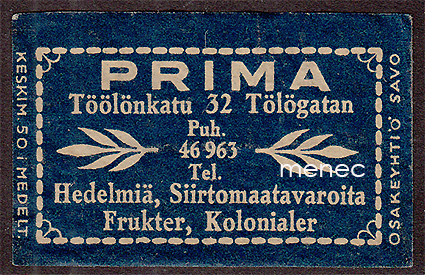 PRIMA
Töölönkatu 32 Tölögatan
Puh.
46 963
Tel.
menec
Hedelmiä, Siirtomaatavaroita
Frukter, Kolonialer
KESKIM. 50 I MEDELT.
OSAKEYHTIÖ SAVO